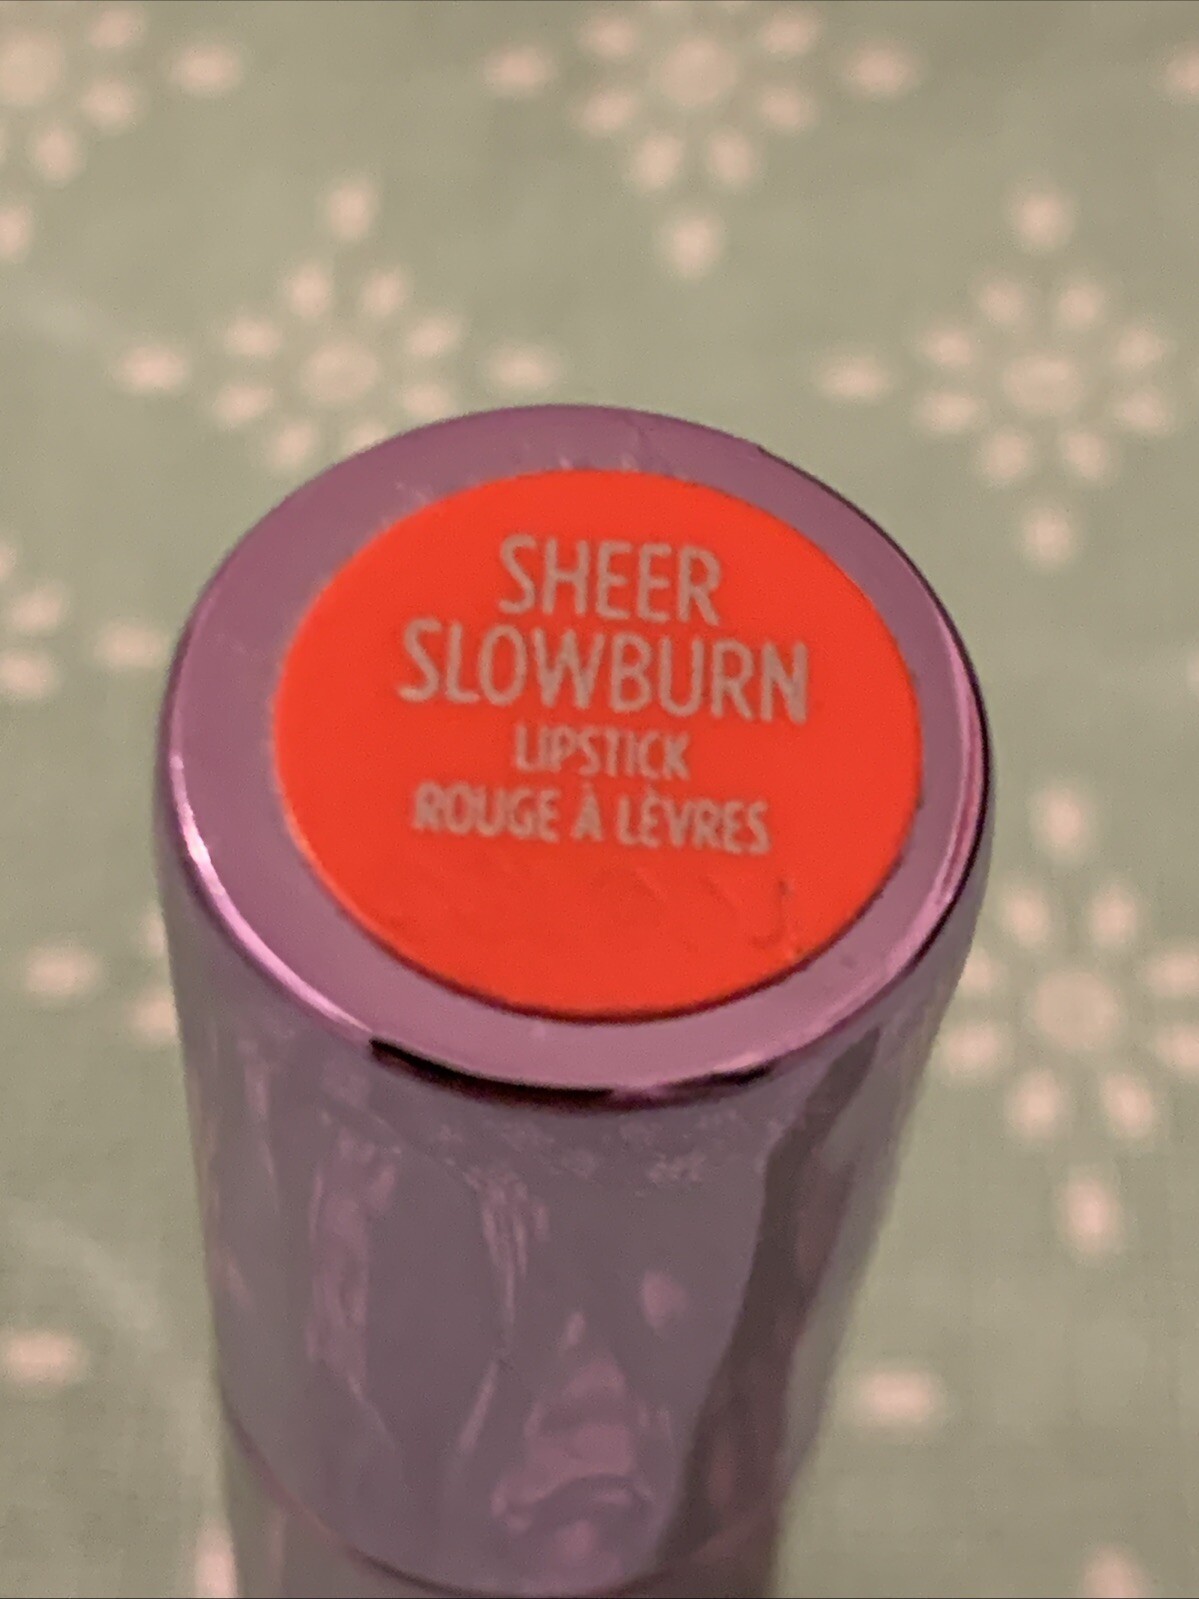 SHEER
SLOWBURN
LIPSTICK
ROUGE À LÈVRES